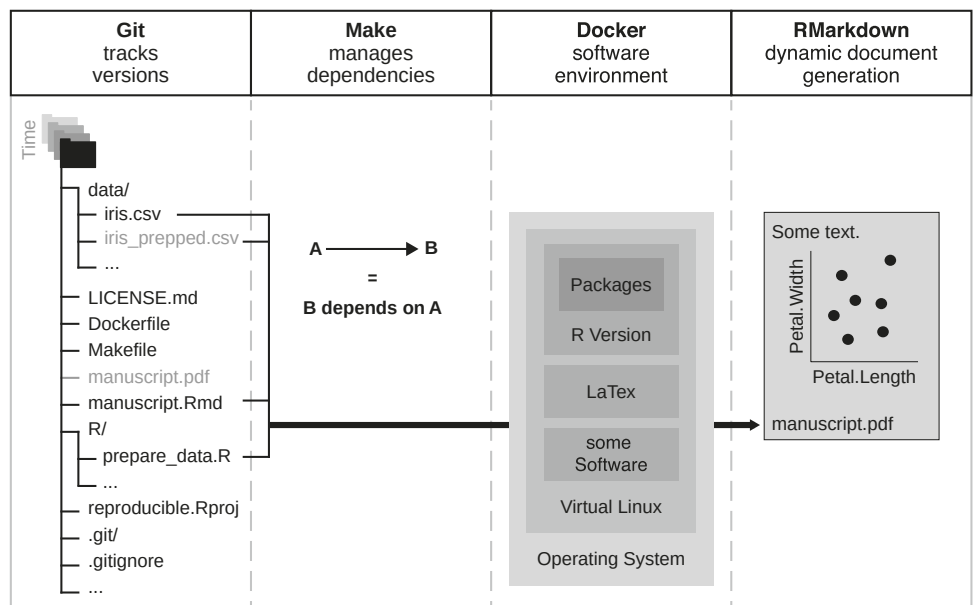 Git
tracks
versions
Make
manages
dependencies
Docker
software
environment
RMarkdown
dynamic document
generation
Time
data/
iris.csv
iris_prepped.csv
...
LICENSE.md
Dockerfile
Makefile
manuscript.pdf
manuscript.Rmd
R/
prepare_data.R
...
reproducible.Rproj
.git/
.gitignore
...
A B
=
B depends on A
Packages
R Version
LaTex
some
Software
Virtual Linux
Operating System
Some text.
Petal.Width
Petal.Length
manuscript.pdf